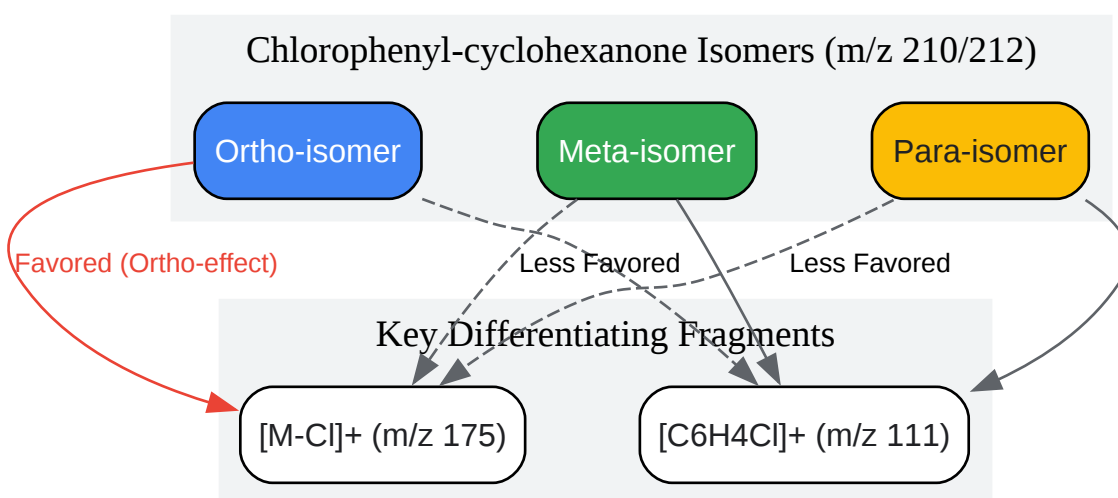 Chlorophenyl-cyclohexanone Isomers (m/z 210/212)
Ortho-isomer
Meta-isomer
Para-isomer
Favored (Ortho-effect)
Less Favored
Less Favored
Key Differentiating Fragments
[M-Cl]+ (m/z 175)
[C6H4Cl]+ (m/z 111)